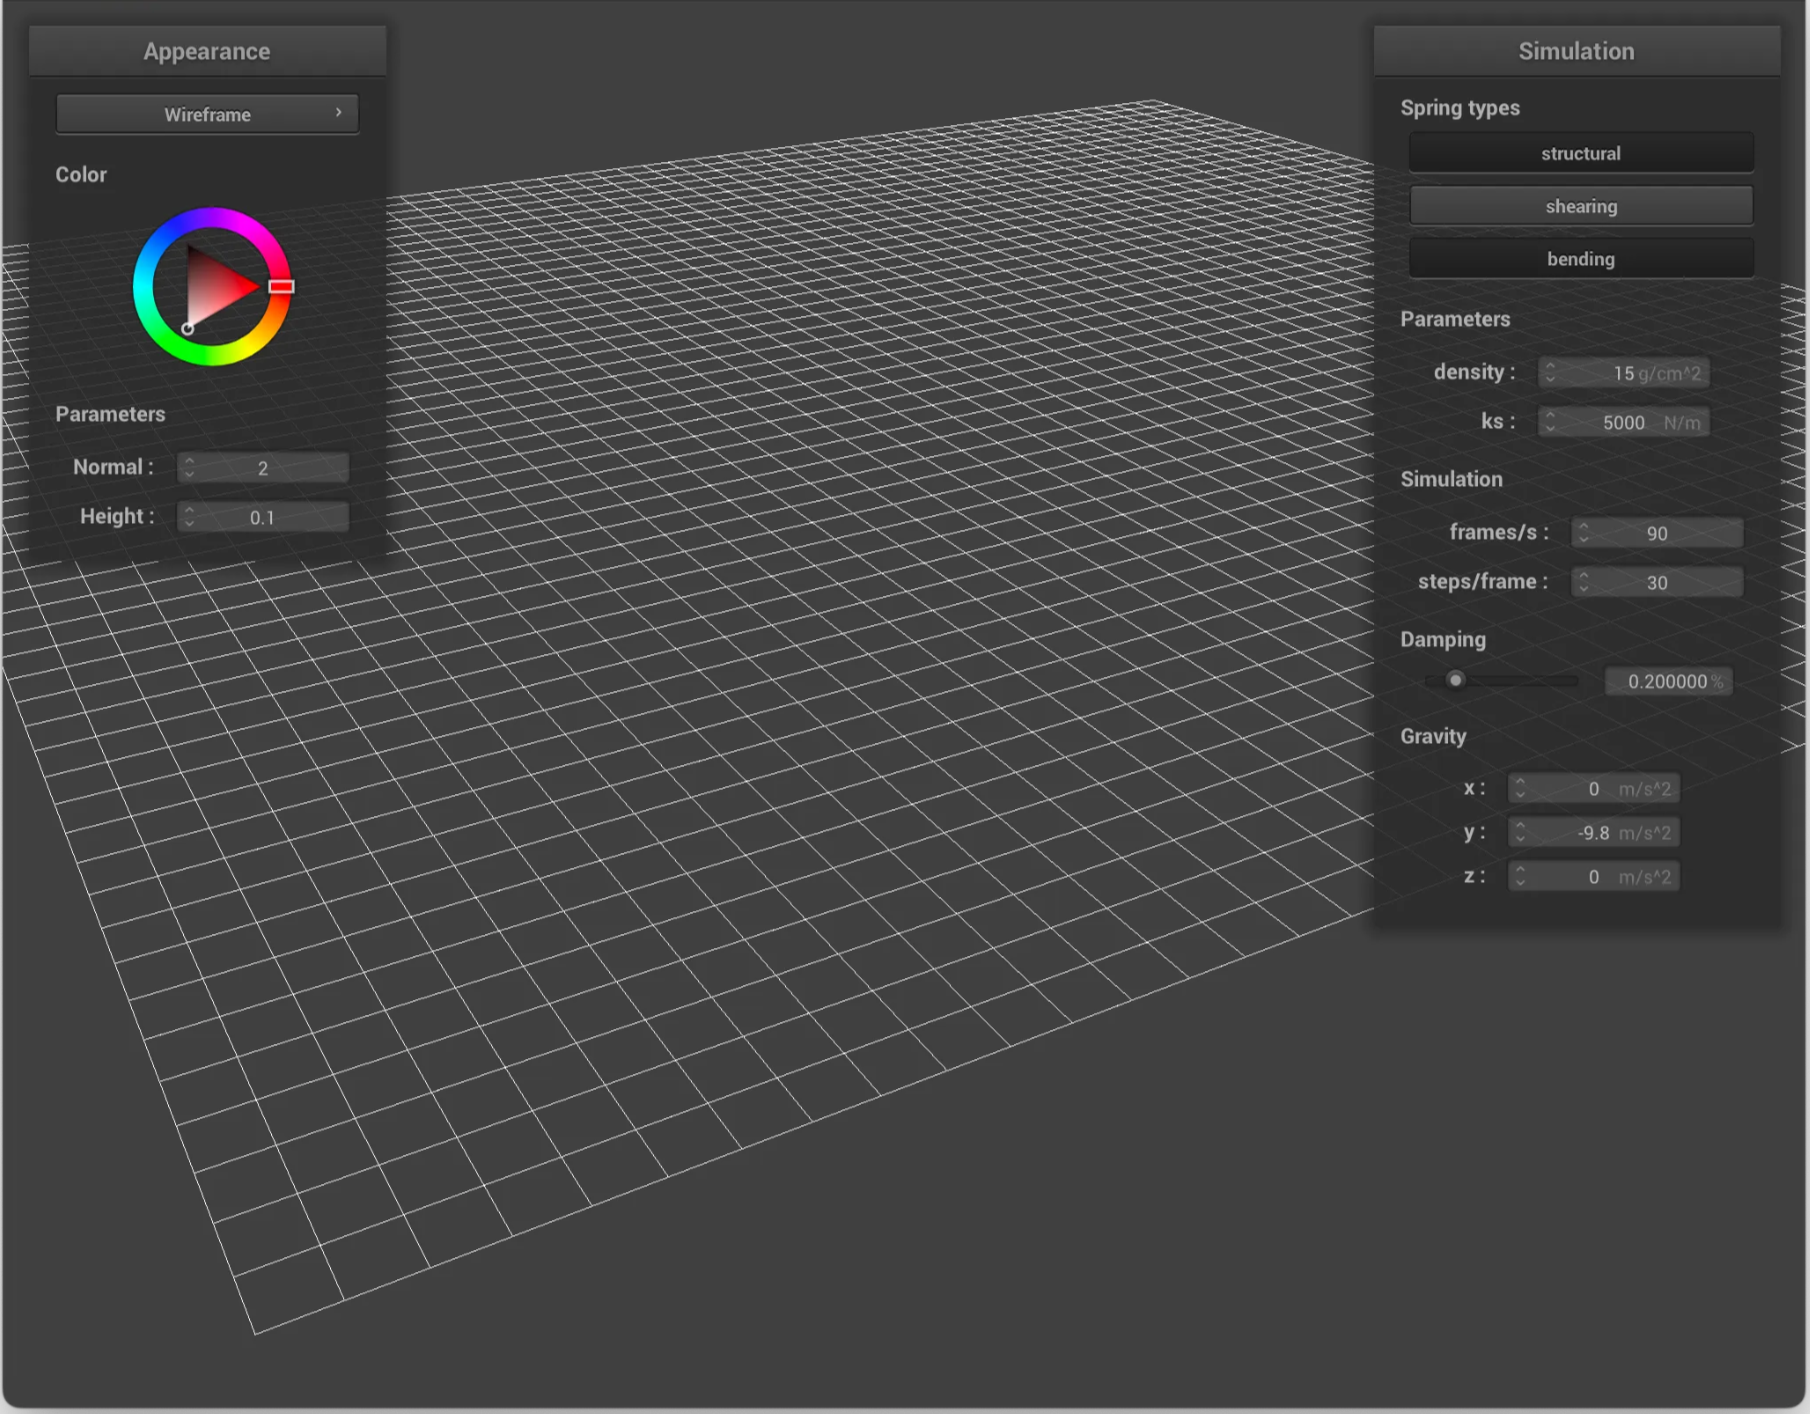 Appearance
Wireframe
Color
Parameters
Normal : 2
Height : 0.1
Simulation
Spring types
structural
shearing
bending
Parameters
density : 15 g/cm^2
ks : 5000 N/m
Simulation
frames/s : 90
steps/frame : 30
Damping
0.200000 %
Gravity
x : 0 m/s^2
y : -9.8 m/s^2
z : 0 m/s^2